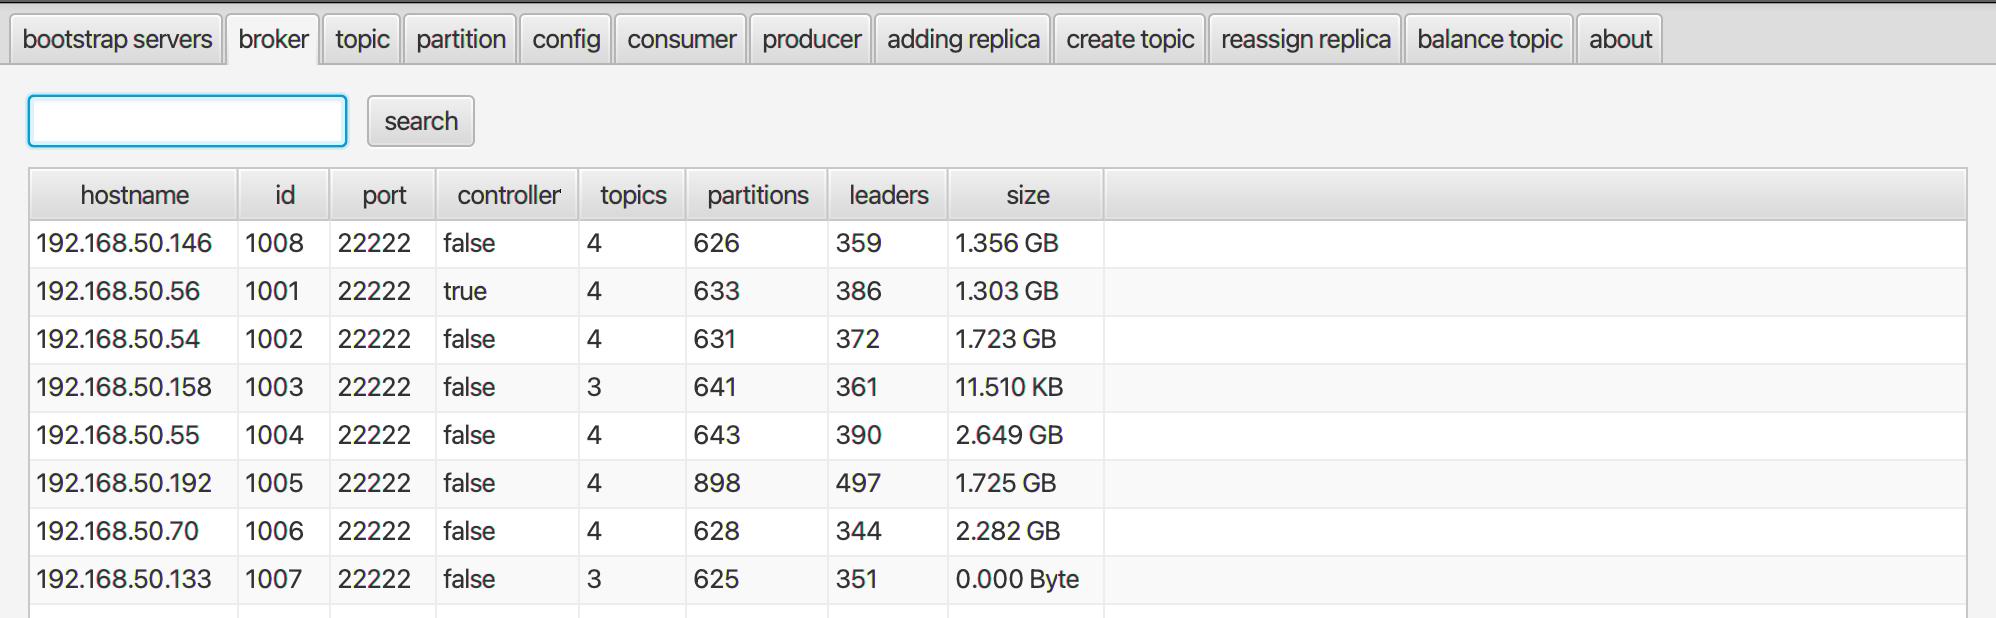 bootstrap servers broker topic partition config consumer producer adding replica create topic reassign replica balance topic about
search
hostname id port controller topics partitions leaders size
192.168.50.146 1008 22222 false 4 626 359 1.356 GB
192.168.50.56 1001 22222 true 4 633 386 1.303 GB
192.168.50.54 1002 22222 false 4 631 372 1.723 GB
192.168.50.158 1003 22222 false 3 641 361 11.510 KB
192.168.50.55 1004 22222 false 4 643 390 2.649 GB
192.168.50.192 1005 22222 false 4 898 497 1.725 GB
192.168.50.70 1006 22222 false 4 628 344 2.282 GB
192.168.50.133 1007 22222 false 3 625 351 0.000 Byte